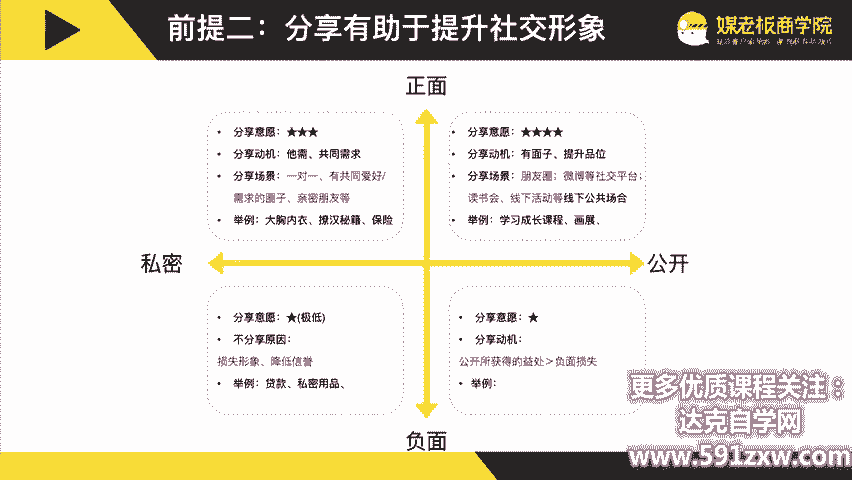 前提二：分享有助于提升社交形象
媒老板商学院
正面
• 分享意愿：★★★
• 分享动机：他需、共同需求
• 分享场景：一对一、有共同爱好/
需求的圈子、亲密朋友等
• 举例：大胸内衣、撩汉秘籍、保险
• 分享意愿：★★★★
• 分享动机：有面子、提升品位
• 分享场景：朋友圈；微博等社交平台；
读书会、线下活动等线下公共场合
• 举例：学习成长课程、画展、
私密
公开
• 分享意愿：★(极低)
• 不分享原因：
损失形象、降低信誉
• 举例：贷款、私密用品、
• 分享意愿：★
• 分享动机：
公开所获得的益处＞负面损失
• 举例：
负面
更多优质课程关注：
达克自学网
www.591zxw.com